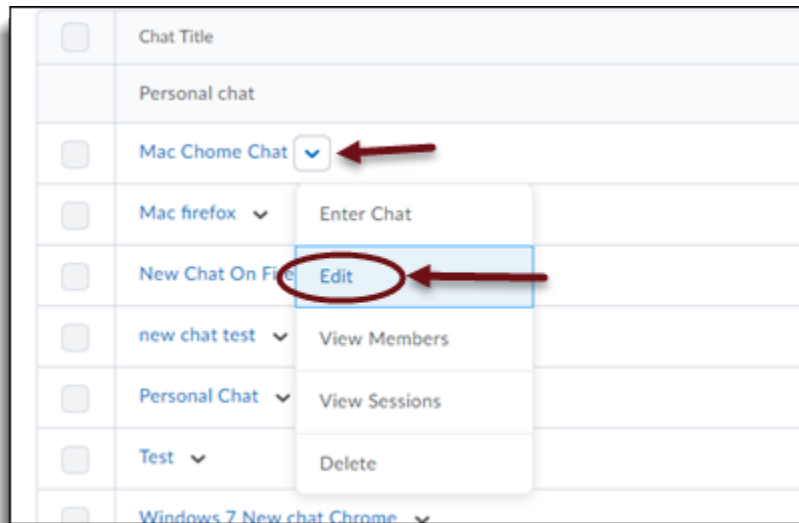 Chat Title
Personal chat
Mac Chome Chat
Mac firefox
Enter Chat
New Chat On Fire
Edit
new chat test
View Members
Personal Chat
View Sessions
Test
Delete
Windows 7 New chat Chrome